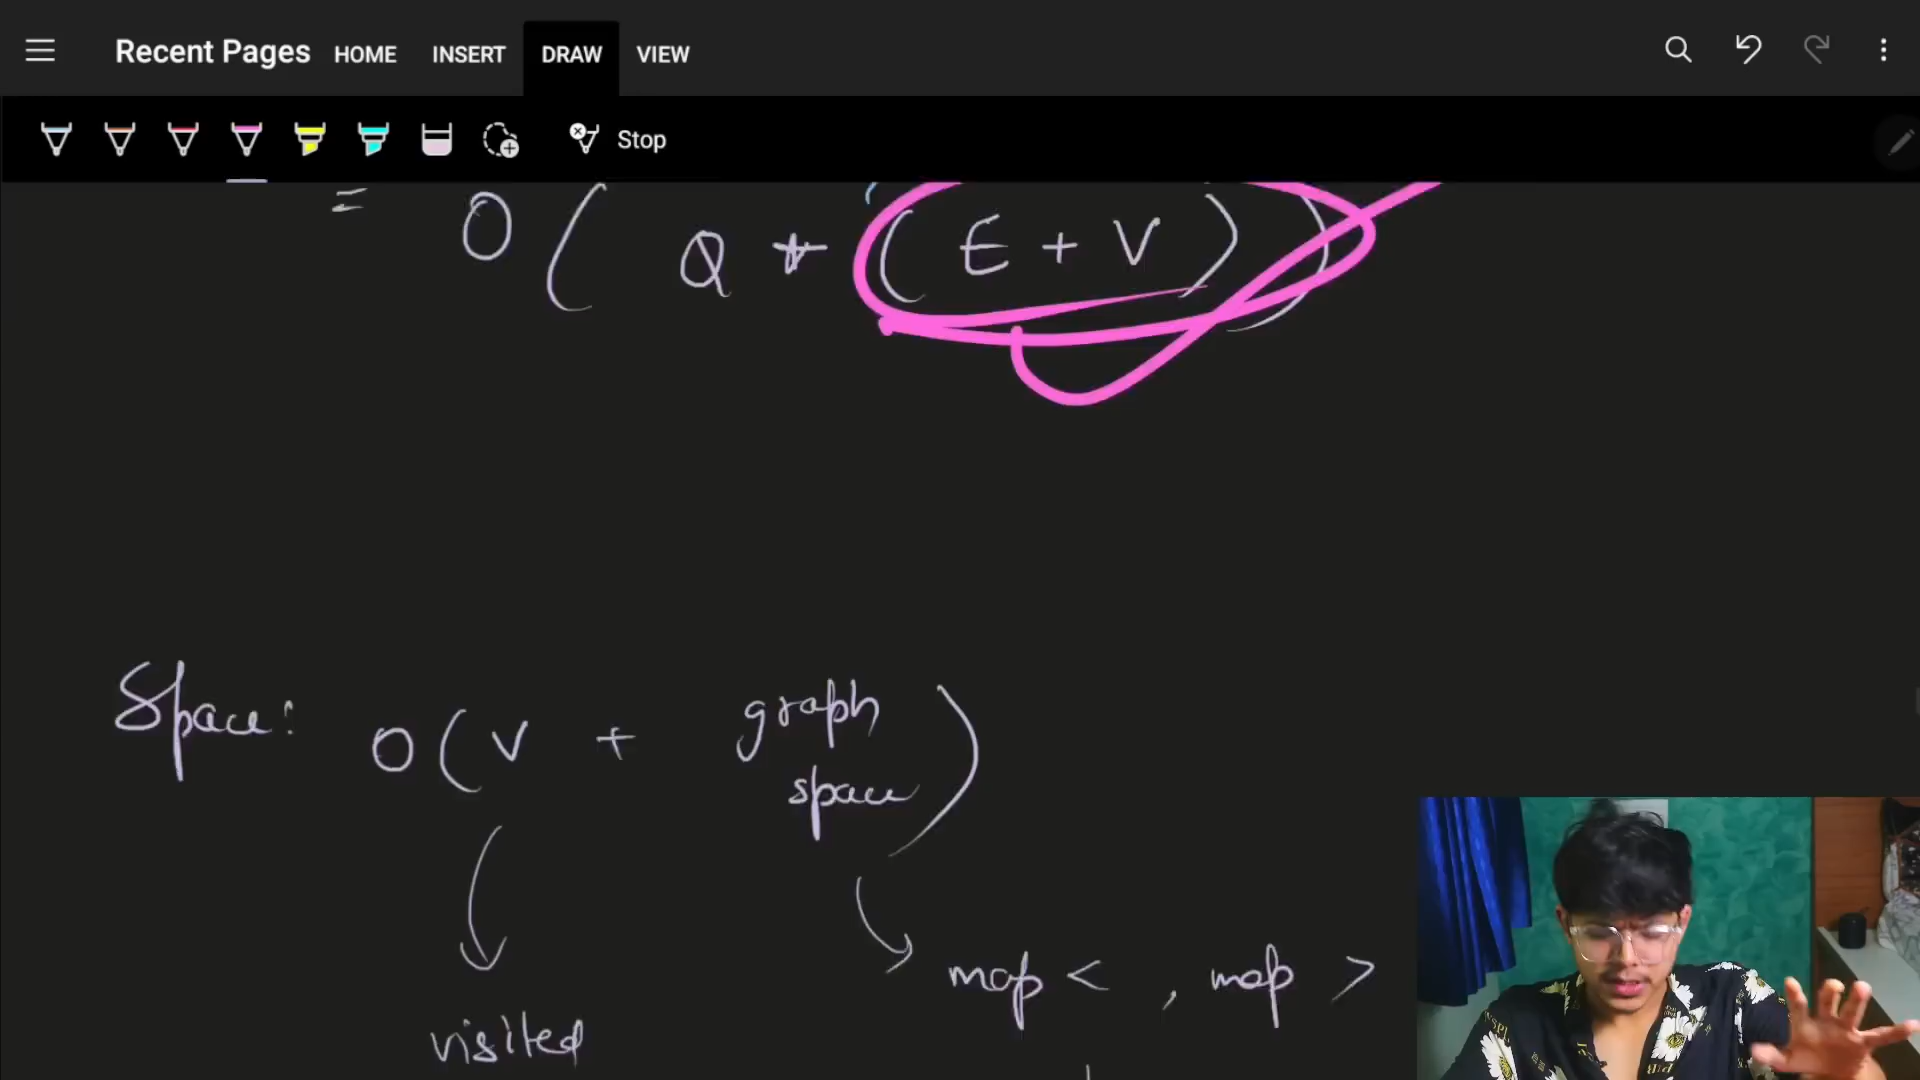 Recent Pages HOME INSERT DRAW VIEW
Stop
= O( Q * (E + V))
Space: O(V + graph space)
visited
map < , map >